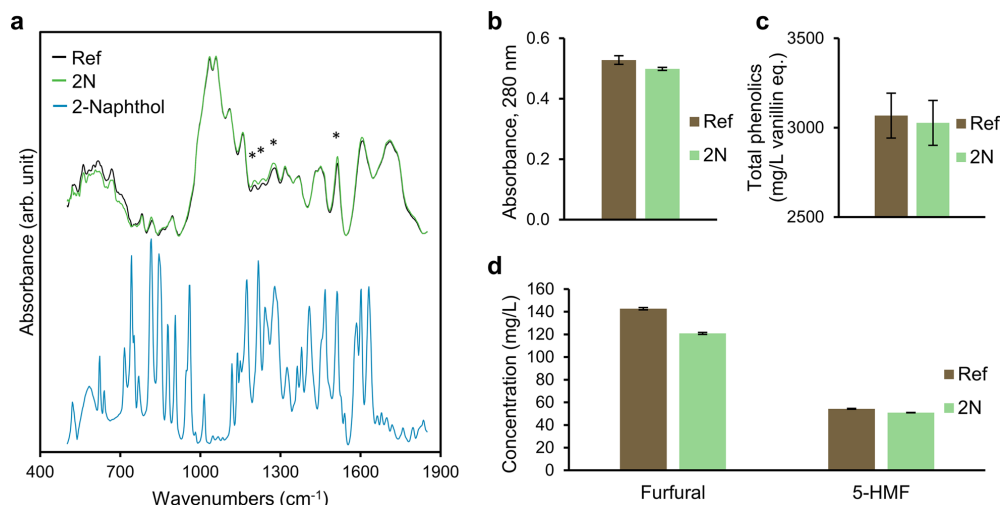 a
Ref
2N
2-Naphthol
* * * *
Absorbance (arb. unit)
400 700 1000 1300 1600 1900
Wavenumbers (cm-1)
b
0.6
0.4
0.2
0.0
Absorbance, 280 nm
Ref
2N
c
3500
3000
2500
Total phenolics
(mg/L vanillin eq.)
Ref
2N
d
160
140
120
100
80
60
40
20
0
Concentration (mg/L)
Furfural 5-HMF
Ref
2N